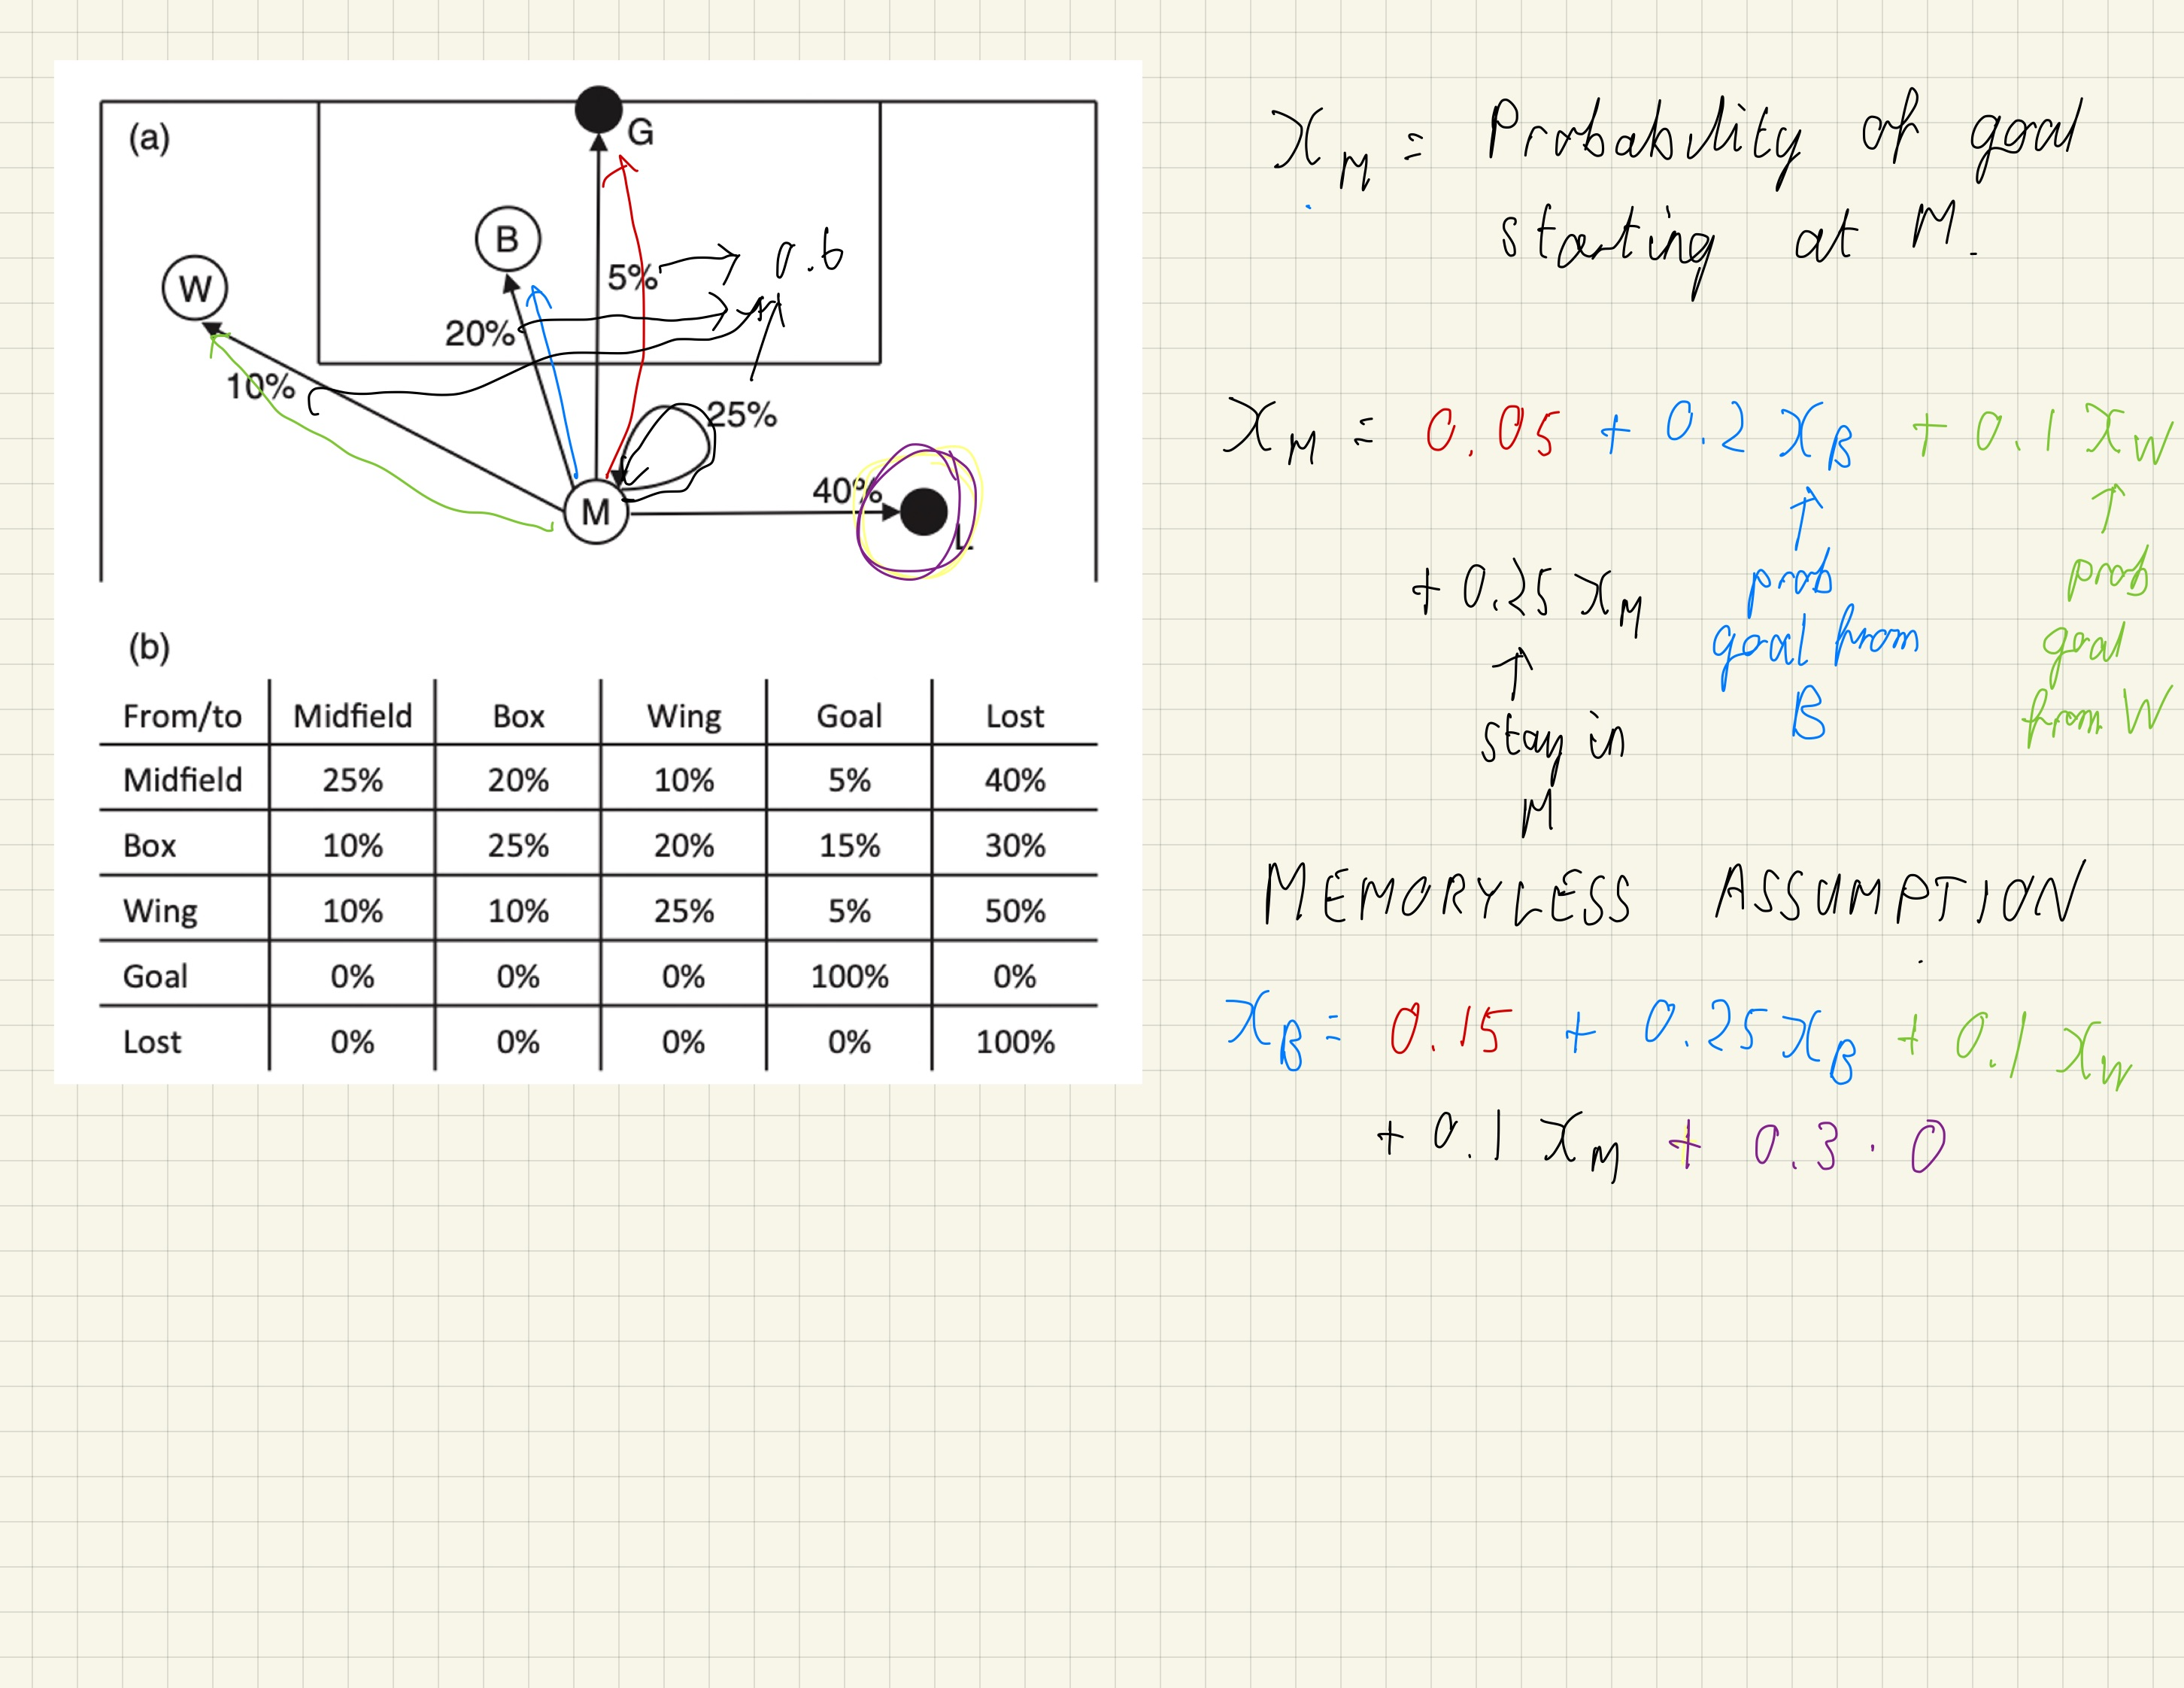 (a)
G
B
W
5% → 0.6
20%
10%
25%
40%
M
L
(b)
From/to Midfield Box Wing Goal Lost
Midfield 25% 20% 10% 5% 40%
Box 10% 25% 20% 15% 30%
Wing 10% 10% 25% 5% 50%
Goal 0% 0% 0% 100% 0%
Lost 0% 0% 0% 0% 100%
x_M = Probability of goal
starting at M.
x_M = 0.05 + 0.2 x_B + 0.1 x_W
+ 0.25 x_M
↑
stay in
M
↑
prob
goal from
B
↑
prob
goal
from W
MEMORYLESS ASSUMPTION
x_B = 0.15 + 0.25 x_B + 0.1 x_W
+ 0.1 x_M + 0.3 · 0